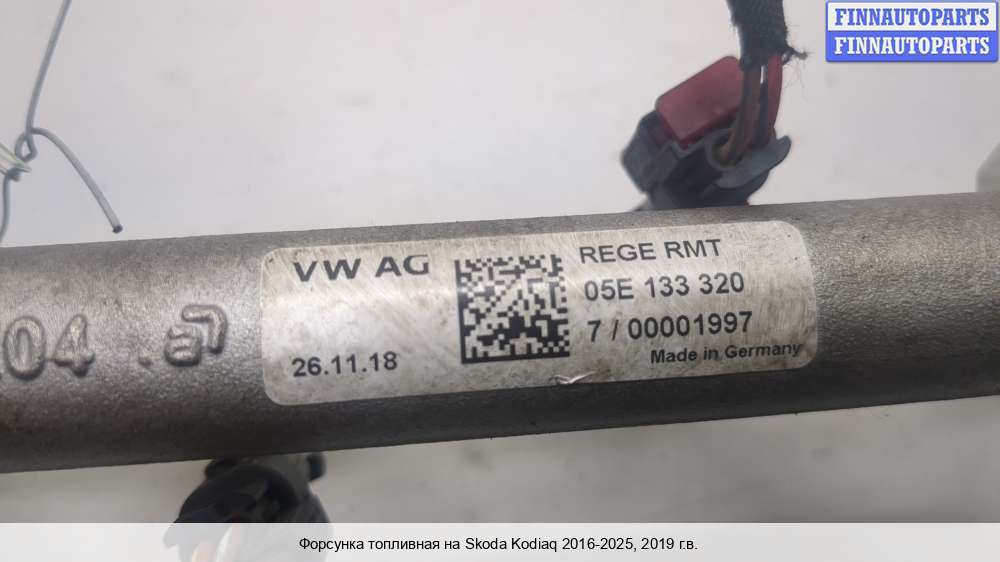 FINNAUTOPARTS
FINNAUTOPARTS
VW AG
REGE RMT
05E 133 320
7 / 00001997
26.11.18
Made in Germany
04 .a7
Форсунка топливная на Skoda Kodiaq 2016-2025, 2019 г.в.